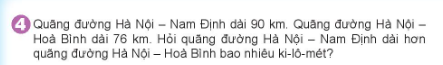 4 Quãng đường Hà Nội – Nam Định dài 90 km. Quãng đường Hà Nội –
Hoà Bình dài 76 km. Hỏi quãng đường Hà Nội – Nam Định dài hơn
quãng đường Hà Nội – Hoà Bình bao nhiêu ki-lô-mét?